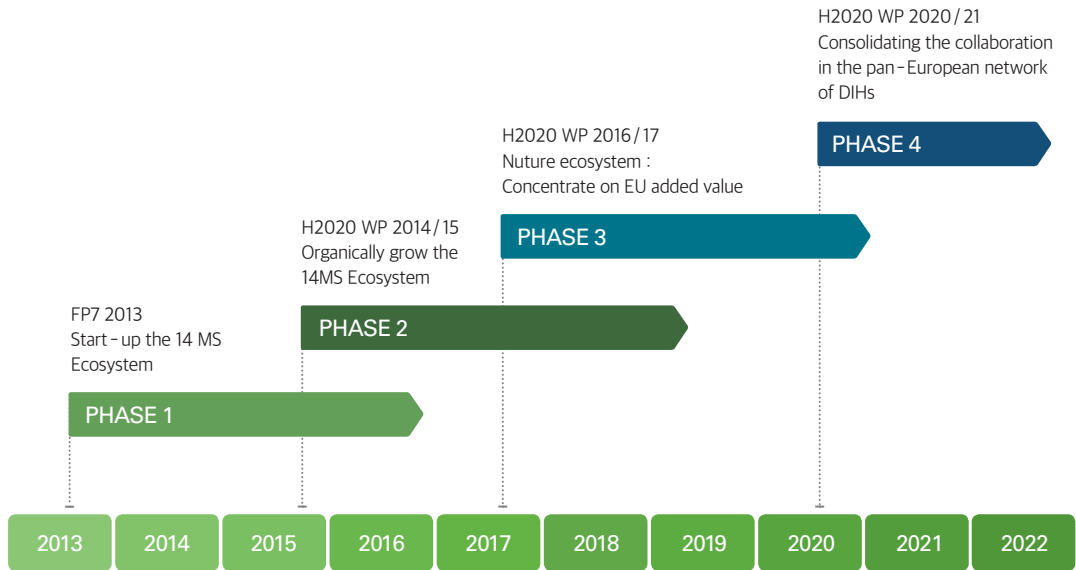 H2020 WP 2020/21
Consolidating the collaboration
in the pan-European network
of DIHs
PHASE 4
H2020 WP 2016/17
Nuture ecosystem :
Concentrate on EU added value
PHASE 3
H2020 WP 2014/15
Organically grow the
14MS Ecosystem
PHASE 2
FP7 2013
Start-up the 14 MS
Ecosystem
PHASE 1
2013 2014 2015 2016 2017 2018 2019 2020 2021 2022